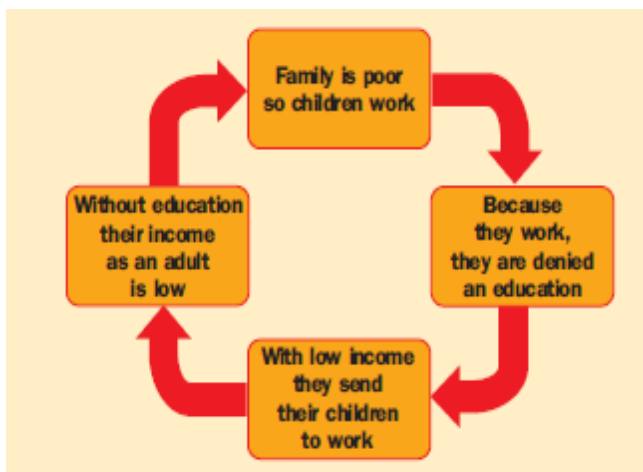 Family is poor
so children work
Because
they work,
they are denied
an education
With low income
they send
their children
to work
Without education
their income
as an adult
is low